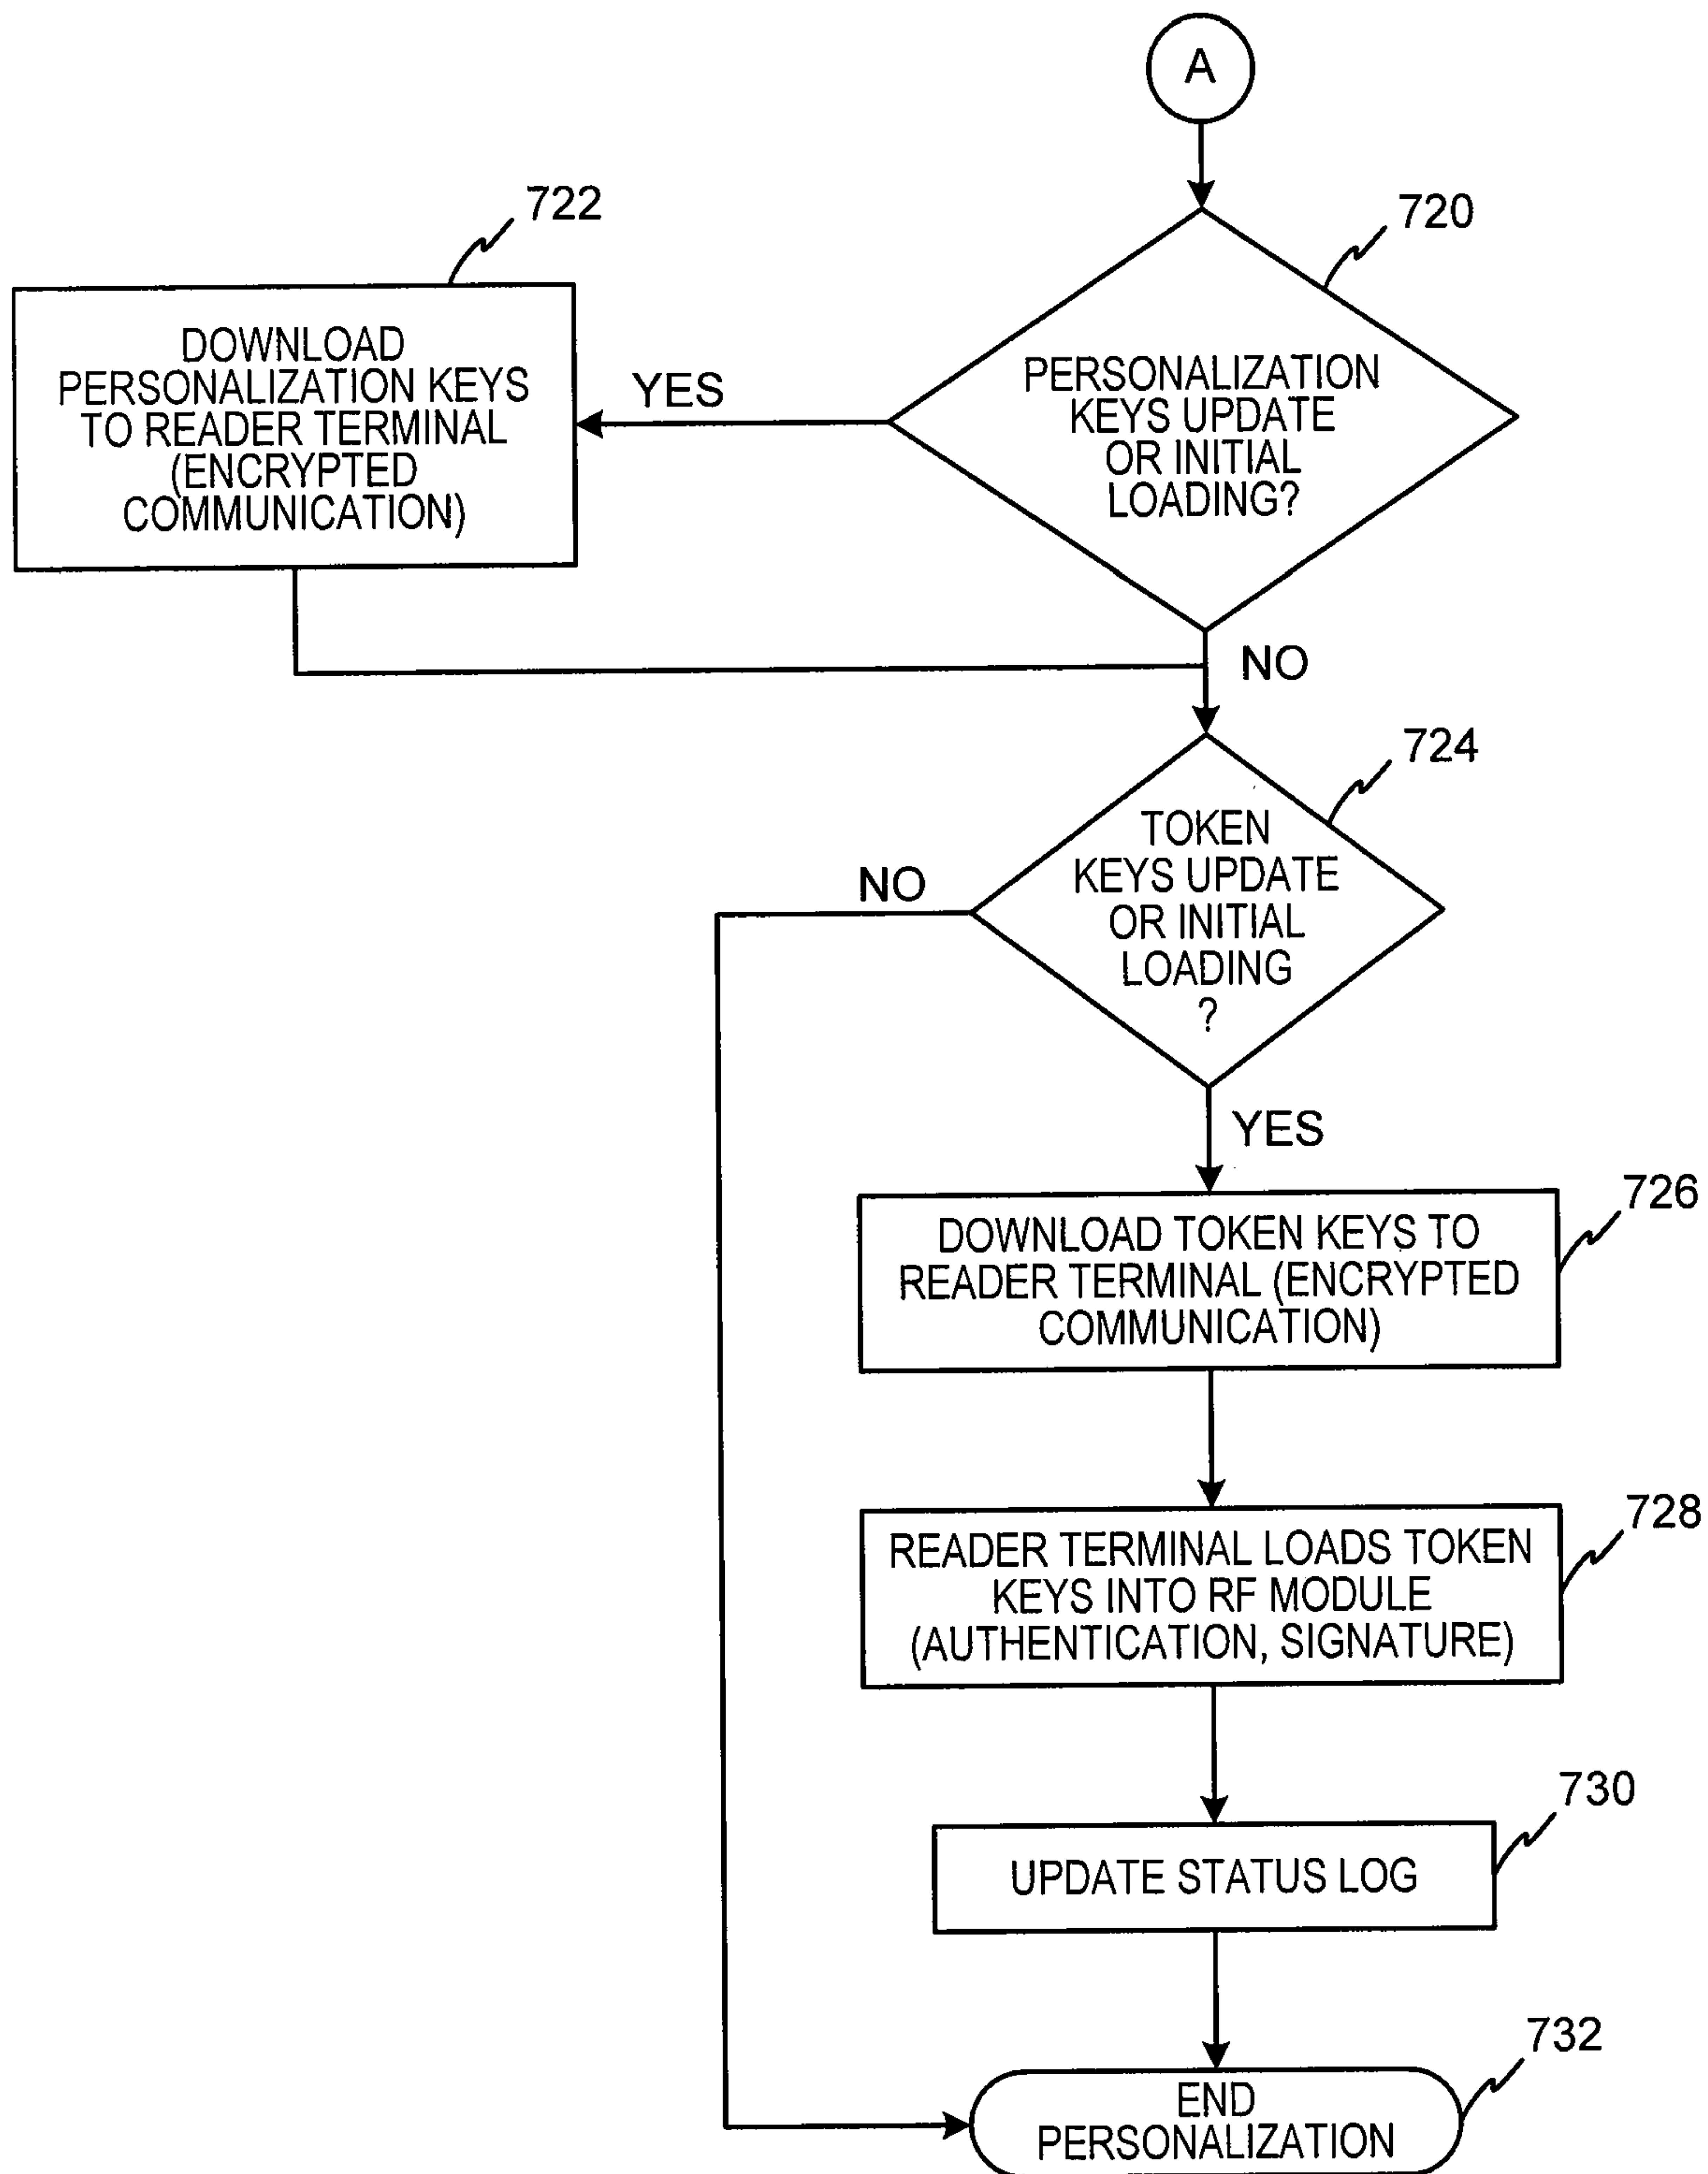 A
720
PERSONALIZATION
KEYS UPDATE
OR INITIAL
LOADING?
722
DOWNLOAD
PERSONALIZATION KEYS
TO READER TERMINAL
(ENCRYPTED
COMMUNICATION)
YES
NO
724
TOKEN
KEYS UPDATE
OR INITIAL
LOADING
?
NO
YES
726
DOWNLOAD TOKEN KEYS TO
READER TERMINAL (ENCRYPTED
COMMUNICATION)
728
READER TERMINAL LOADS TOKEN
KEYS INTO RF MODULE
(AUTHENTICATION, SIGNATURE)
730
UPDATE STATUS LOG
732
END
PERSONALIZATION